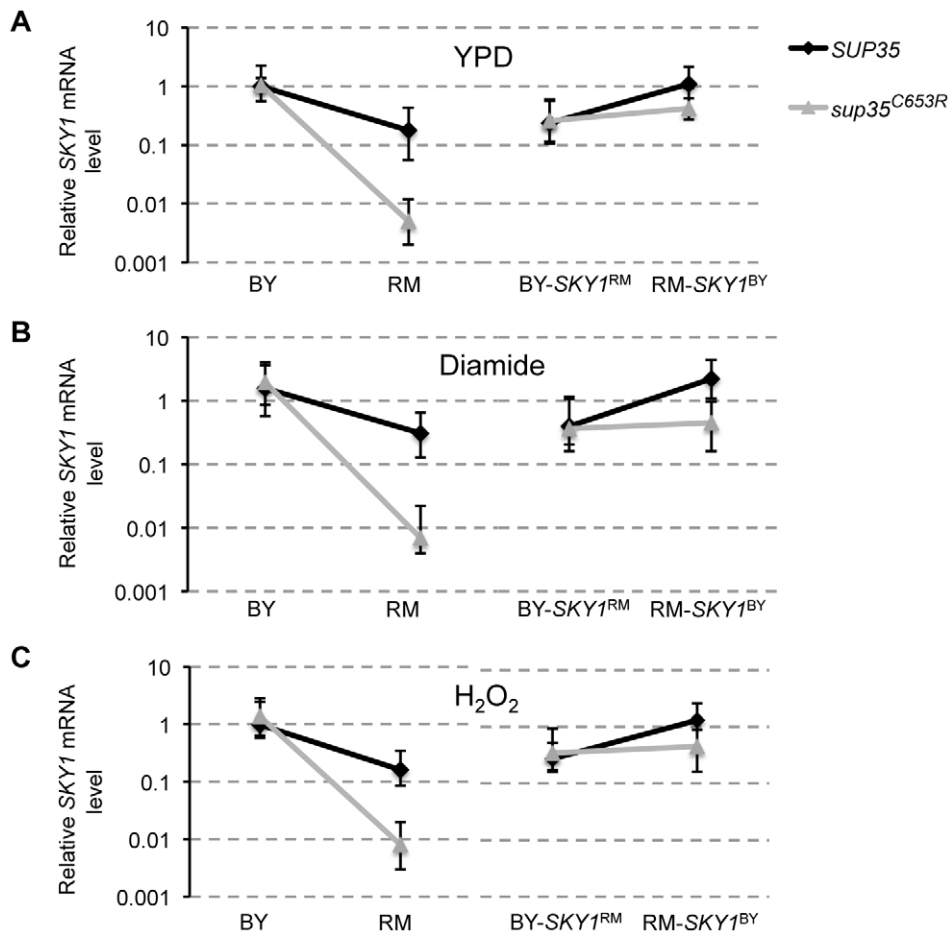 A
Relative SKY1 mRNA
level
10
1
0.1
0.01
0.001
YPD
BY
RM
BY-SKY1ᴿᴹ
RM-SKY1ᴮʸ
SUP35
sup35ᶜ⁶⁵³ᴿ
B
Relative SKY1 mRNA
level
10
1
0.1
0.01
0.001
Diamide
BY
RM
BY-SKY1ᴿᴹ
RM-SKY1ᴮʸ
C
Relative SKY1 mRNA
level
10
1
0.1
0.01
0.001
H₂O₂
BY
RM
BY-SKY1ᴿᴹ
RM-SKY1ᴮʸ